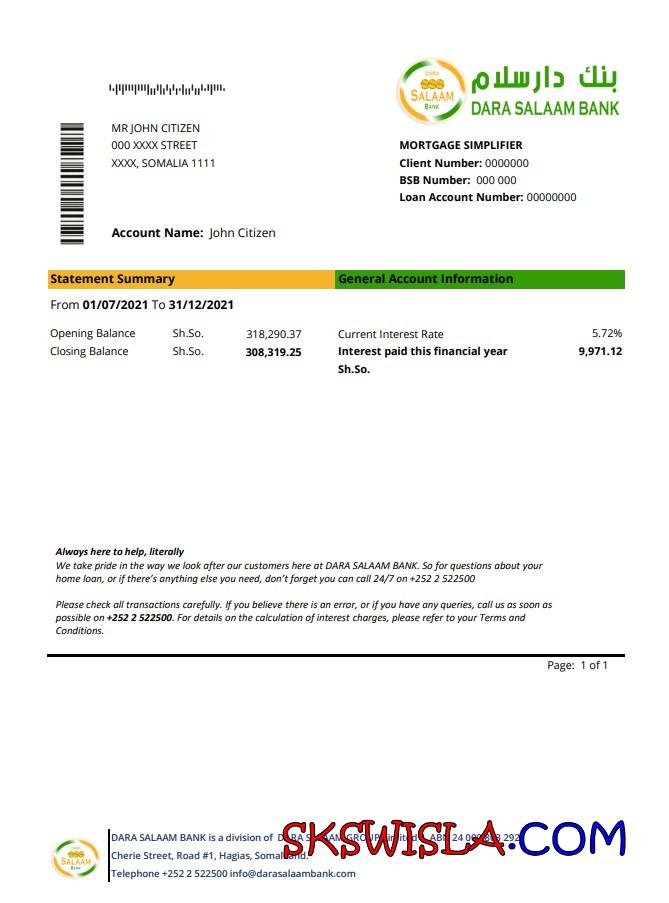 بنك دارسلام
DARA
SALAAM
BANK
DARA SALAAM BANK
MR JOHN CITIZEN
000 XXXX STREET
XXXX, SOMALIA 1111
MORTGAGE SIMPLIFIER
Client Number: 0000000
BSB Number: 000 000
Loan Account Number: 00000000
Account Name: John Citizen
Statement Summary General Account Information
From 01/07/2021 To 31/12/2021
Opening Balance Sh.So. 318,290.37 Current Interest Rate 5.72%
Closing Balance Sh.So. 308,319.25 Interest paid this financial year 9,971.12
Sh.So.
Always here to help, literally
We take pride in the way we look after our customers here at DARA SALAAM BANK. So for questions about your
home loan, or if there's anything else you need, don't forget you can call 24/7 on +252 2 522500
Please check all transactions carefully. If you believe there is an error, or if you have any queries, call us as soon as
possible on +252 2 522500. For details on the calculation of interest charges, please refer to your Terms and
Conditions.
Page: 1 of 1
SALAAM
BANK
DARA SALAAM BANK is a division of DARA SALAAM GROUP Limited ABN 24 00 292
Cherie Street, Road #1, Hagias, Somaliland.
Telephone +252 2 522500 info@darasalaambank.com
SKSWISLA.COM